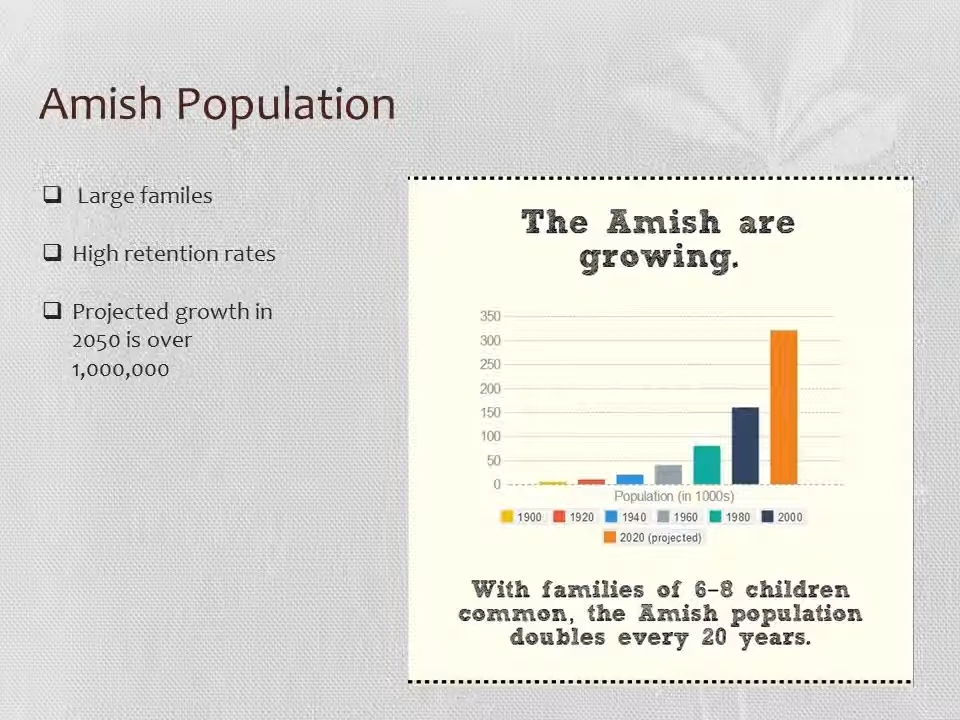 Amish Population
Large familes
High retention rates
Projected growth in
2050 is over
1,000,000
The Amish are
growing.
350
300
250
200
150
100
50
0
Population (in 1000s)
1900 1920 1940 1960 1980 2000
2020 (projected)
With families of 6-8 children
common, the Amish population
doubles every 20 years.